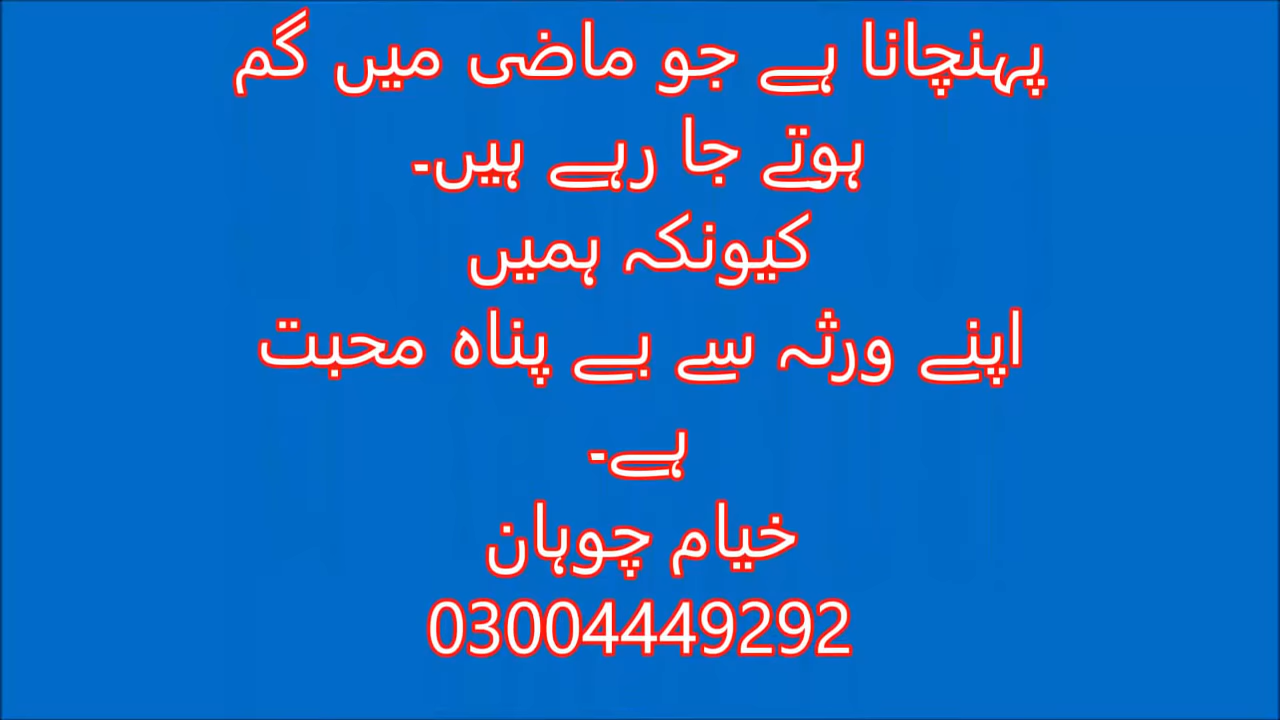 پہنچانا ہے جو ماضی میں گم
ہوتے جا رہے ہیں۔
کیونکہ ہمیں
اپنے ورثہ سے بے پناہ محبت
ہے۔
خیام چوہان
03004449292